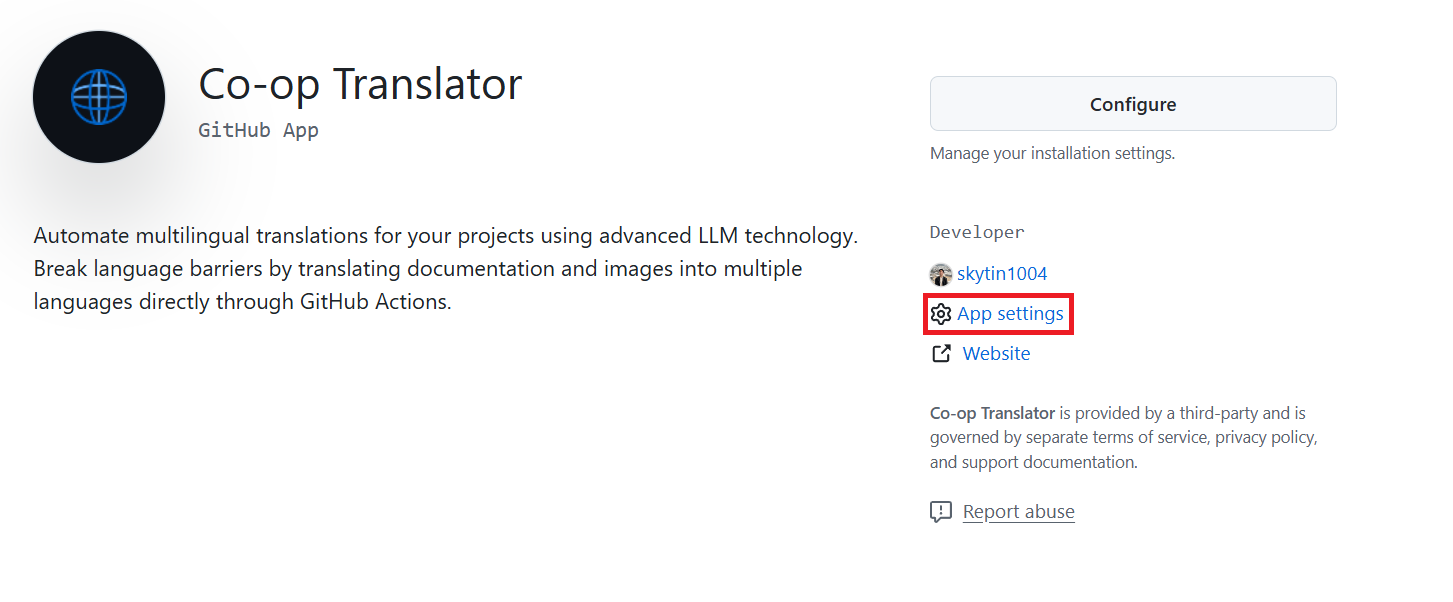 Co-op Translator
GitHub App
Automate multilingual translations for your projects using advanced LLM technology.
Break language barriers by translating documentation and images into multiple
languages directly through GitHub Actions.
Configure
Manage your installation settings.
Developer
skytin1004
App settings
Website
Co-op Translator is provided by a third-party and is
governed by separate terms of service, privacy policy,
and support documentation.
Report abuse